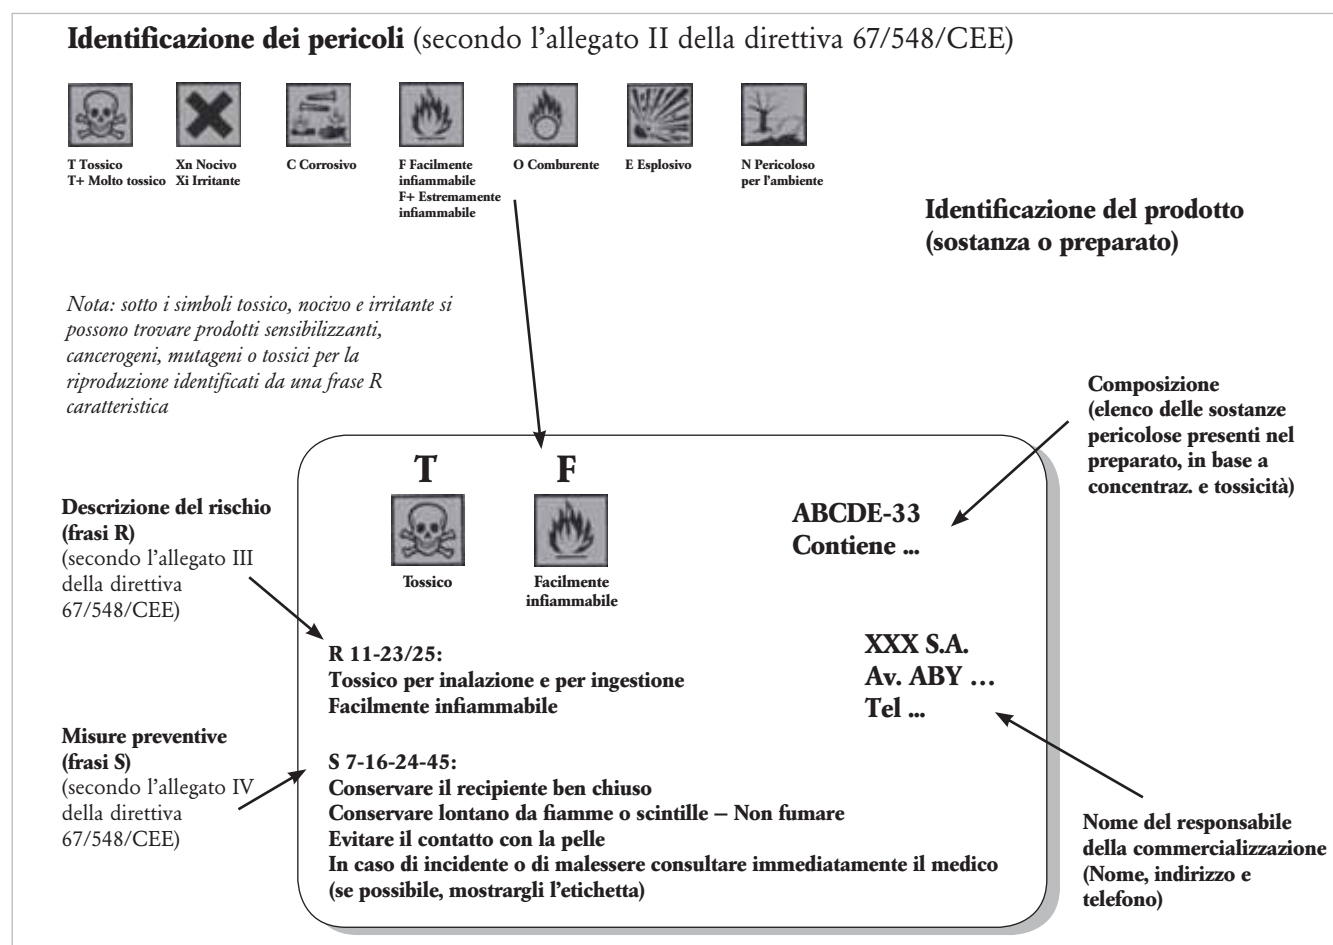 Identificazione dei pericoli (secondo l'allegato II della direttiva 67/548/CEE)
T Tossico
T+ Molto tossico
Xn Nocivo
Xi Irritante
C Corrosivo
F Facilmente
infiammabile
F+ Estremamente
infiammabile
O Comburente
E Esplosivo
N Pericoloso
per l'ambiente
Identificazione del prodotto
(sostanza o preparato)
Nota: sotto i simboli tossico, nocivo e irritante si
possono trovare prodotti sensibilizzanti,
cancerogeni, mutageni o tossici per la
riproduzione identificati da una frase R
caratteristica
Composizione
(elenco delle sostanze
pericolose presenti nel
preparato, in base a
concentraz. e tossicità)
Descrizione del rischio
(frasi R)
(secondo l'allegato III
della direttiva
67/548/CEE)
T
Tossico
F
Facilmente
infiammabile
ABCDE-33
Contiene ...
R 11-23/25:
Tossico per inalazione e per ingestione
Facilmente infiammabile
XXX S.A.
Av. ABY …
Tel ...
Misure preventive
(frasi S)
(secondo l'allegato IV
della direttiva
67/548/CEE)
S 7-16-24-45:
Conservare il recipiente ben chiuso
Conservare lontano da fiamme o scintille – Non fumare
Evitare il contatto con la pelle
In caso di incidente o di malessere consultare immediatamente il medico
(se possibile, mostrargli l'etichetta)
Nome del responsabile
della commercializzazione
(Nome, indirizzo e
telefono)